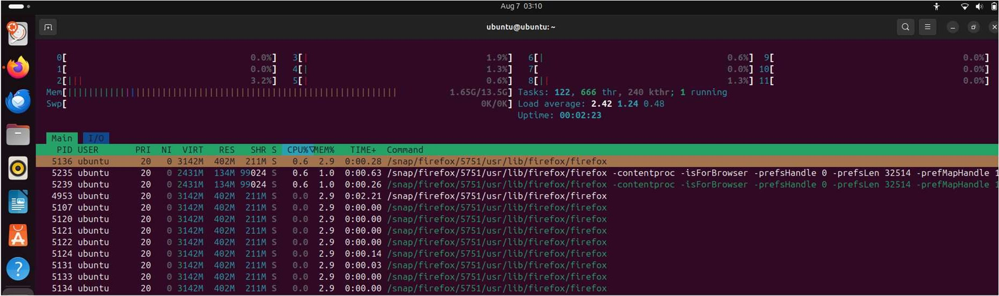 Aug 7 03:10
ubuntu@ubuntu: ~
0[ 0.0%] 3[| 1.9%] 6[| 0.6%] 9[ 0.0%]
1[ 0.0%] 4[| 1.3%] 7[ 0.0%] 10[ 0.0%]
2[||| 3.2%] 5[| 0.6%] 8[|| 1.3%] 11[ 0.0%]
Mem[||||||||||||||||||||||||||||||||||||||||||||||||||||||||||||||| 1.65G/13.5G] Tasks: 122, 666 thr, 240 kthr; 1 running
Swp[ 0K/0K] Load average: 2.42 1.24 0.48
Uptime: 00:02:23
Main I/O
PID USER PRI NI VIRT RES SHR S CPU%▽MEM% TIME+ Command
5136 ubuntu 20 0 3142M 402M 211M S 0.6 2.9 0:00.28 /snap/firefox/5751/usr/lib/firefox/firefox
5235 ubuntu 20 0 2431M 134M 99024 S 0.6 1.0 0:00.63 /snap/firefox/5751/usr/lib/firefox/firefox -contentproc -isForBrowser -prefsHandle 0 -prefsLen 32514 -prefMapHandle 1
5239 ubuntu 20 0 2431M 134M 99024 S 0.6 1.0 0:00.26 /snap/firefox/5751/usr/lib/firefox/firefox -contentproc -isForBrowser -prefsHandle 0 -prefsLen 32514 -prefMapHandle 1
4953 ubuntu 20 0 3142M 402M 211M S 0.0 2.9 0:02.21 /snap/firefox/5751/usr/lib/firefox/firefox
5107 ubuntu 20 0 3142M 402M 211M S 0.0 2.9 0:00.00 /snap/firefox/5751/usr/lib/firefox/firefox
5120 ubuntu 20 0 3142M 402M 211M S 0.0 2.9 0:00.00 /snap/firefox/5751/usr/lib/firefox/firefox
5121 ubuntu 20 0 3142M 402M 211M S 0.0 2.9 0:00.00 /snap/firefox/5751/usr/lib/firefox/firefox
5122 ubuntu 20 0 3142M 402M 211M S 0.0 2.9 0:00.00 /snap/firefox/5751/usr/lib/firefox/firefox
5124 ubuntu 20 0 3142M 402M 211M S 0.0 2.9 0:00.14 /snap/firefox/5751/usr/lib/firefox/firefox
5131 ubuntu 20 0 3142M 402M 211M S 0.0 2.9 0:00.03 /snap/firefox/5751/usr/lib/firefox/firefox
5133 ubuntu 20 0 3142M 402M 211M S 0.0 2.9 0:00.00 /snap/firefox/5751/usr/lib/firefox/firefox
5134 ubuntu 20 0 3142M 402M 211M S 0.0 2.9 0:00.00 /snap/firefox/5751/usr/lib/firefox/firefox